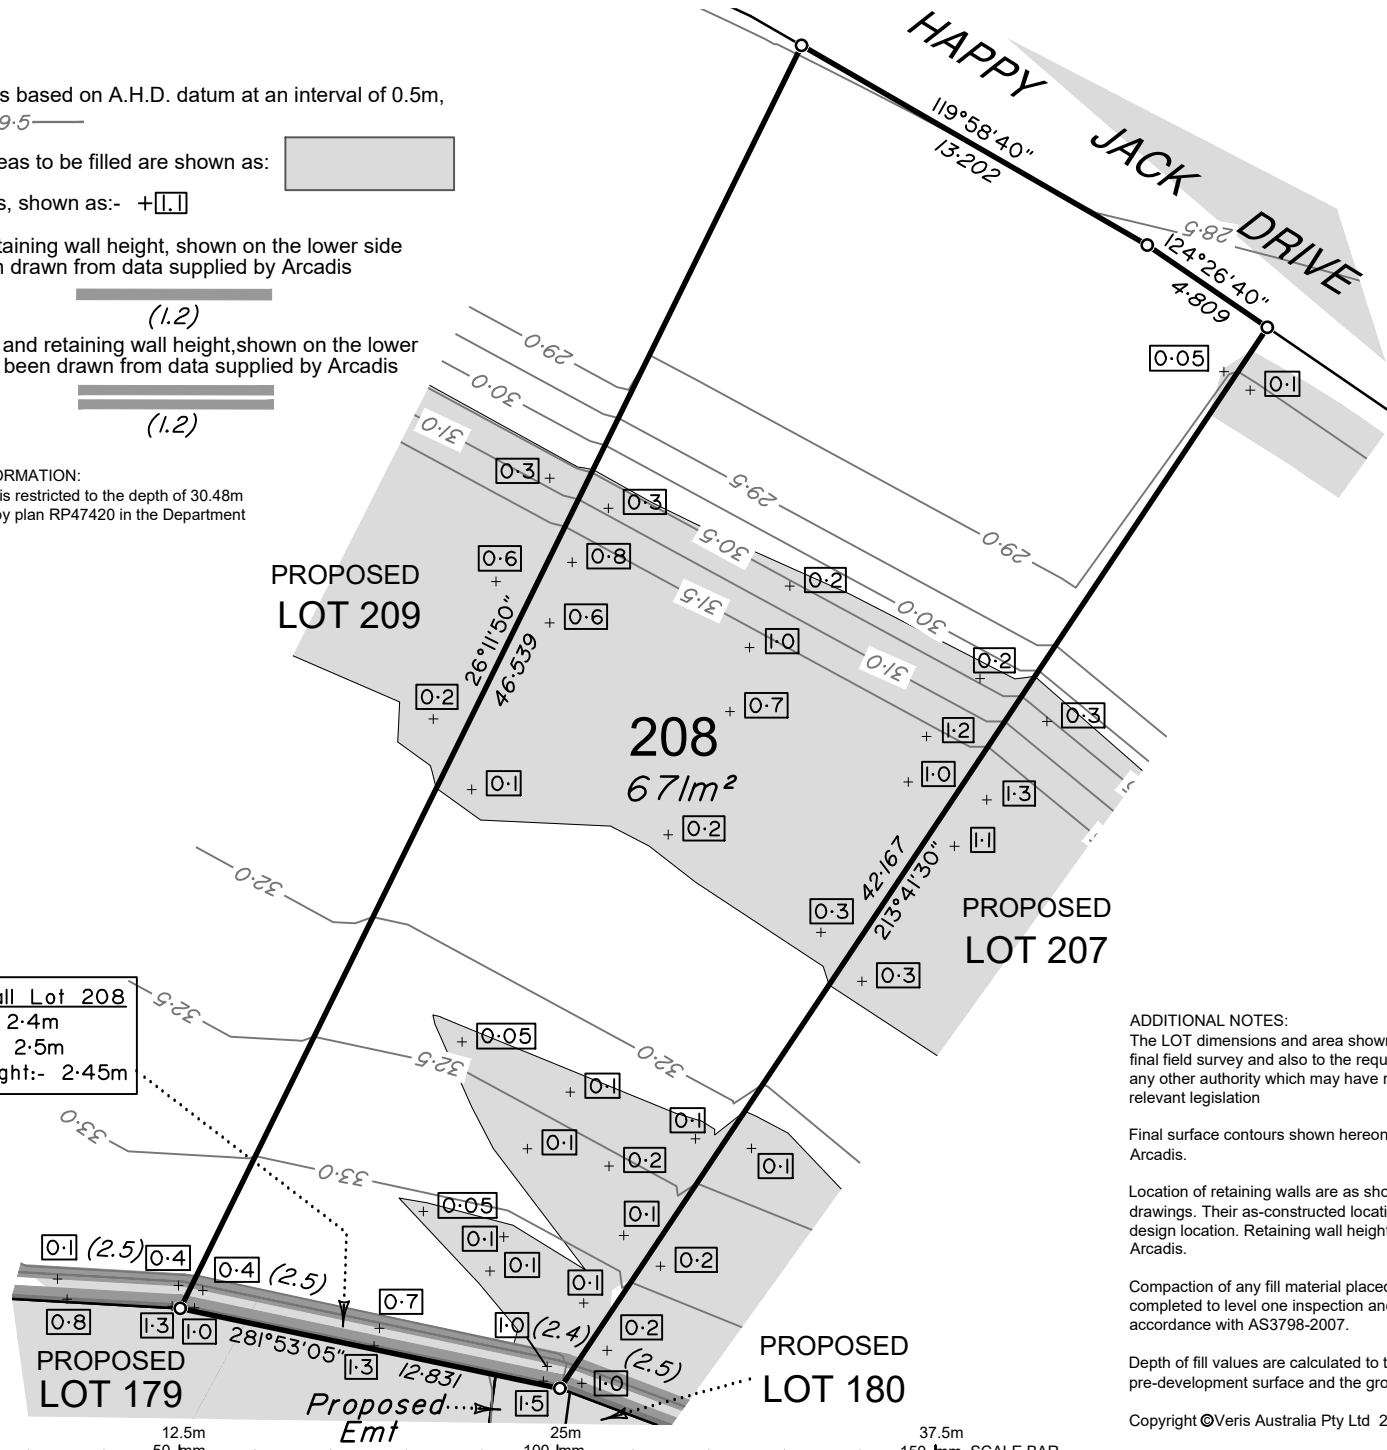 s based on A.H.D. datum at an interval of 0.5m,
9·5
eas to be filled are shown as:
s, shown as:- +1.1
taining wall height, shown on the lower side
n drawn from data supplied by Arcadis
(1.2)
and retaining wall height,shown on the lower
been drawn from data supplied by Arcadis
(1.2)
ORMATION:
is restricted to the depth of 30.48m
by plan RP47420 in the Department
HAPPY JACK DRIVE
119°58'40"
13·202
28·5
124°26'40"
4·809
0·05
0·1
29·0
30·0
31·0
0·3
0·3
29·5
29·0
30·5
0·6
0·8
0·2
31·5
30·0
PROPOSED
LOT 209
0·6
1·0
31·0
0·2
26°11'50"
46·539
0·2
0·7
0·3
208
671m²
1·2
1·0
1·3
0·1
0·2
1·1
42·167
213°41'30"
32·0
0·3
PROPOSED
LOT 207
0·3
all Lot 208
2·4m
2·5m
ght:- 2·45m
32·5
0·05
32·5
32·0
0·1
0·1
33·0
0·1
0·2
0·1
33·0
0·05
0·1
0·1
0·1
0·1
0·2
0·1
(2.5)
0·4
0·4
(2.5)
0·7
1·0
(2.4)
0·2
(2.5)
0·8
1·3
1·0
281°53'05"
1·3
12·831
1·5
1·0
PROPOSED
LOT 179
Proposed
Emt
PROPOSED
LOT 180
ADDITIONAL NOTES:
The LOT dimensions and area shown
final field survey and also to the requ
any other authority which may have r
relevant legislation
Final surface contours shown hereon
Arcadis.
Location of retaining walls are as sho
drawings. Their as-constructed locati
design location. Retaining wall height
Arcadis.
Compaction of any fill material placed
completed to level one inspection and
accordance with AS3798-2007.
Depth of fill values are calculated to t
pre-development surface and the gro
Copyright ©Veris Australia Pty Ltd 2
12.5m
25m
37.5m
50 mm
100 mm
150 mm SCALE BAR